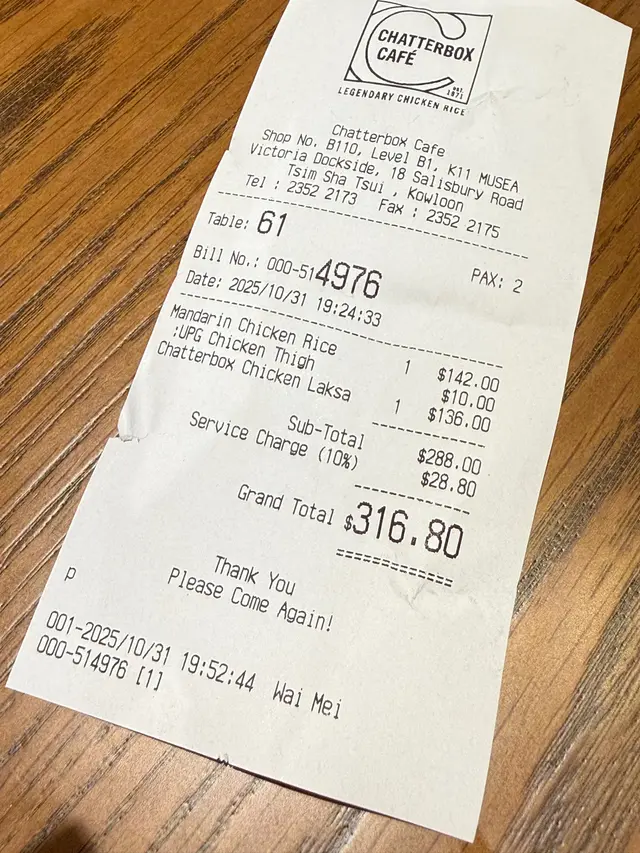 CHATTERBOX
CAFÉ
EST.
1971
LEGENDARY CHICKEN RICE
Chatterbox Cafe
Shop No. B110, Level B1, K11 MUSEA
Victoria Dockside, 18 Salisbury Road
Tsim Sha Tsui , Kowloon
Tel : 2352 2173 Fax : 2352 2175
Table: 61 PAX: 2
Bill No.: 000-514976
Date: 2025/10/31 19:24:33
Mandarin Chicken Rice 1 $142.00
:UPG Chicken Thigh $10.00
Chatterbox Chicken Laksa 1 $136.00
Sub-Total $288.00
Service Charge (10%) $28.80
Grand Total $316.80
Thank You
Please Come Again!
p
001-2025/10/31 19:52:44 Wai Mei
000-514976 [1]